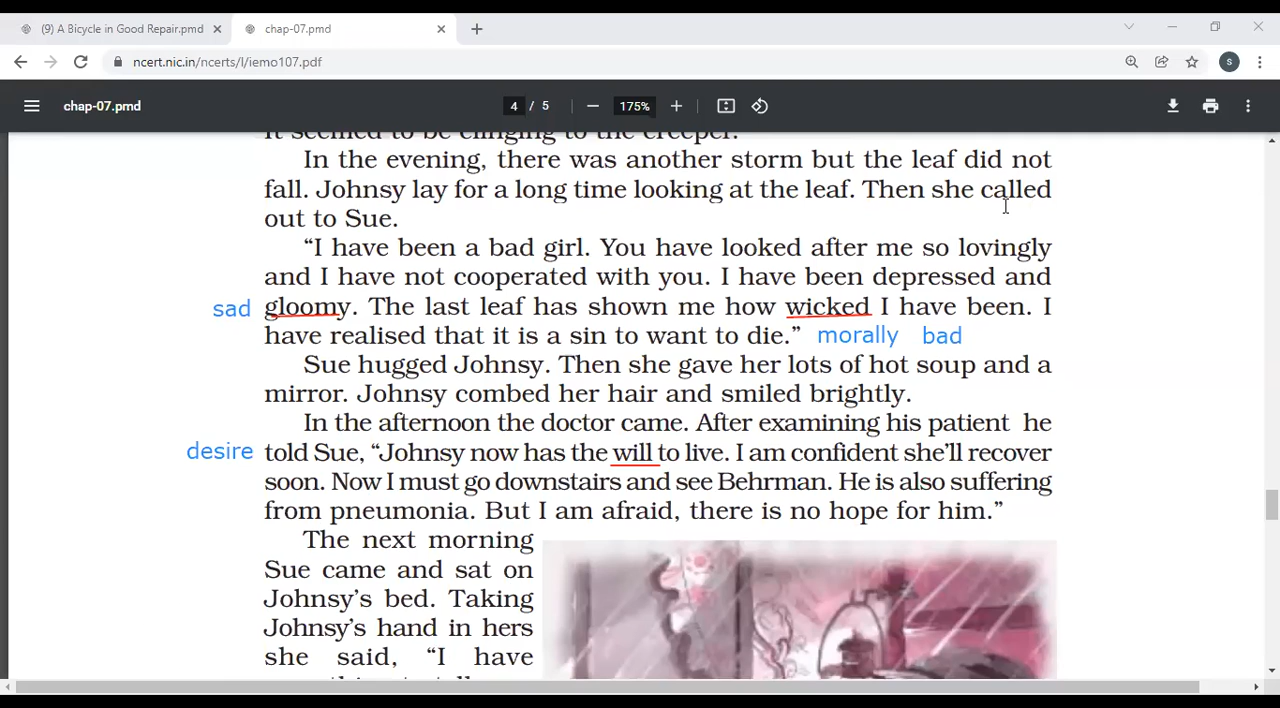 (9) A Bicycle in Good Repair.pmd
chap-07.pmd
ncert.nic.in/ncerts/l/iemo107.pdf
S
chap-07.pmd
4 / 5
175%
It seemed to be clinging to the creeper.
In the evening, there was another storm but the leaf did not
fall. Johnsy lay for a long time looking at the leaf. Then she called
out to Sue.
“I have been a bad girl. You have looked after me so lovingly
and I have not cooperated with you. I have been depressed and
sad gloomy. The last leaf has shown me how wicked I have been. I
have realised that it is a sin to want to die.” morally bad
Sue hugged Johnsy. Then she gave her lots of hot soup and a
mirror. Johnsy combed her hair and smiled brightly.
In the afternoon the doctor came. After examining his patient he
desire told Sue, “Johnsy now has the will to live. I am confident she’ll recover
soon. Now I must go downstairs and see Behrman. He is also suffering
from pneumonia. But I am afraid, there is no hope for him.”
The next morning
Sue came and sat on
Johnsy’s bed. Taking
Johnsy’s hand in hers
she said, “I have